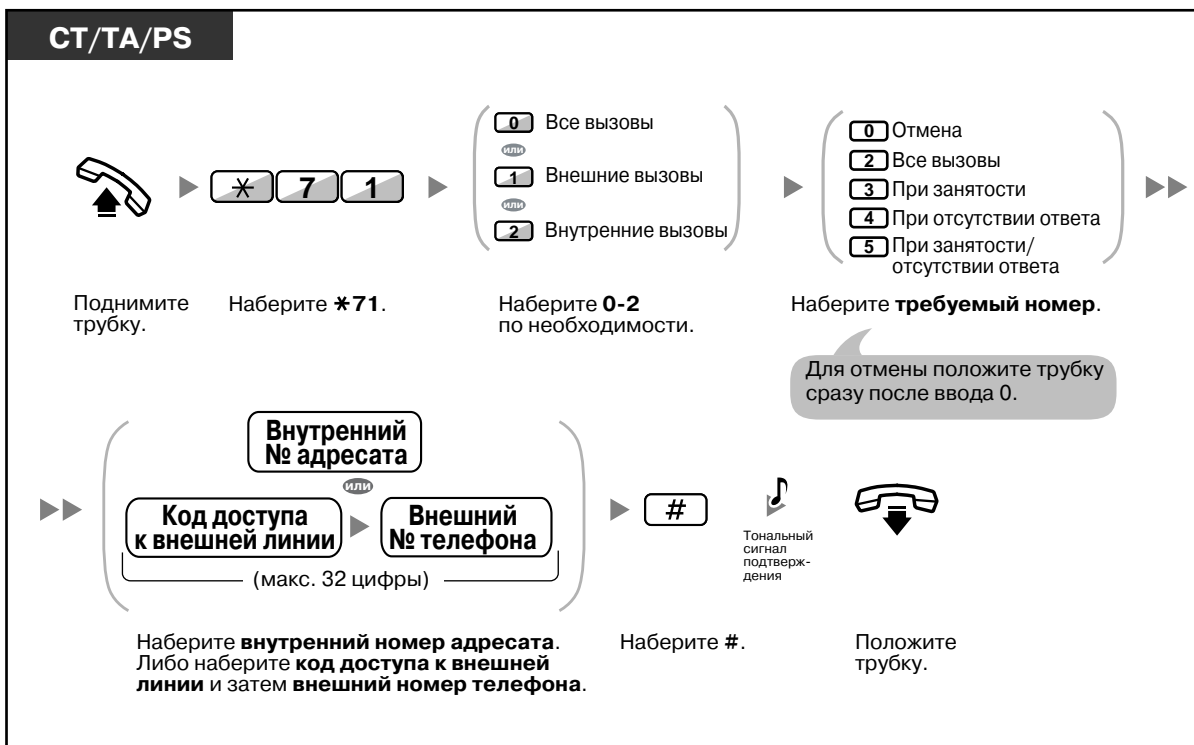 CT/TA/PS
0 Все вызовы
или
1 Внешние вызовы
или
2 Внутренние вызовы
0 Отмена
2 Все вызовы
3 При занятости
4 При отсутствии ответа
5 При занятости/
отсутствии ответа
* 7 1
Поднимите
трубку.
Наберите *71.
Наберите 0-2
по необходимости.
Наберите требуемый номер.
Для отмены положите трубку
сразу после ввода 0.
Внутренний
№ адресата
или
Код доступа
к внешней линии
Внешний
№ телефона
(макс. 32 цифры)
#
Тональный
сигнал
подтверж-
дения
Наберите внутренний номер адресата.
Либо наберите код доступа к внешней
линии и затем внешний номер телефона.
Наберите #.
Положите
трубку.